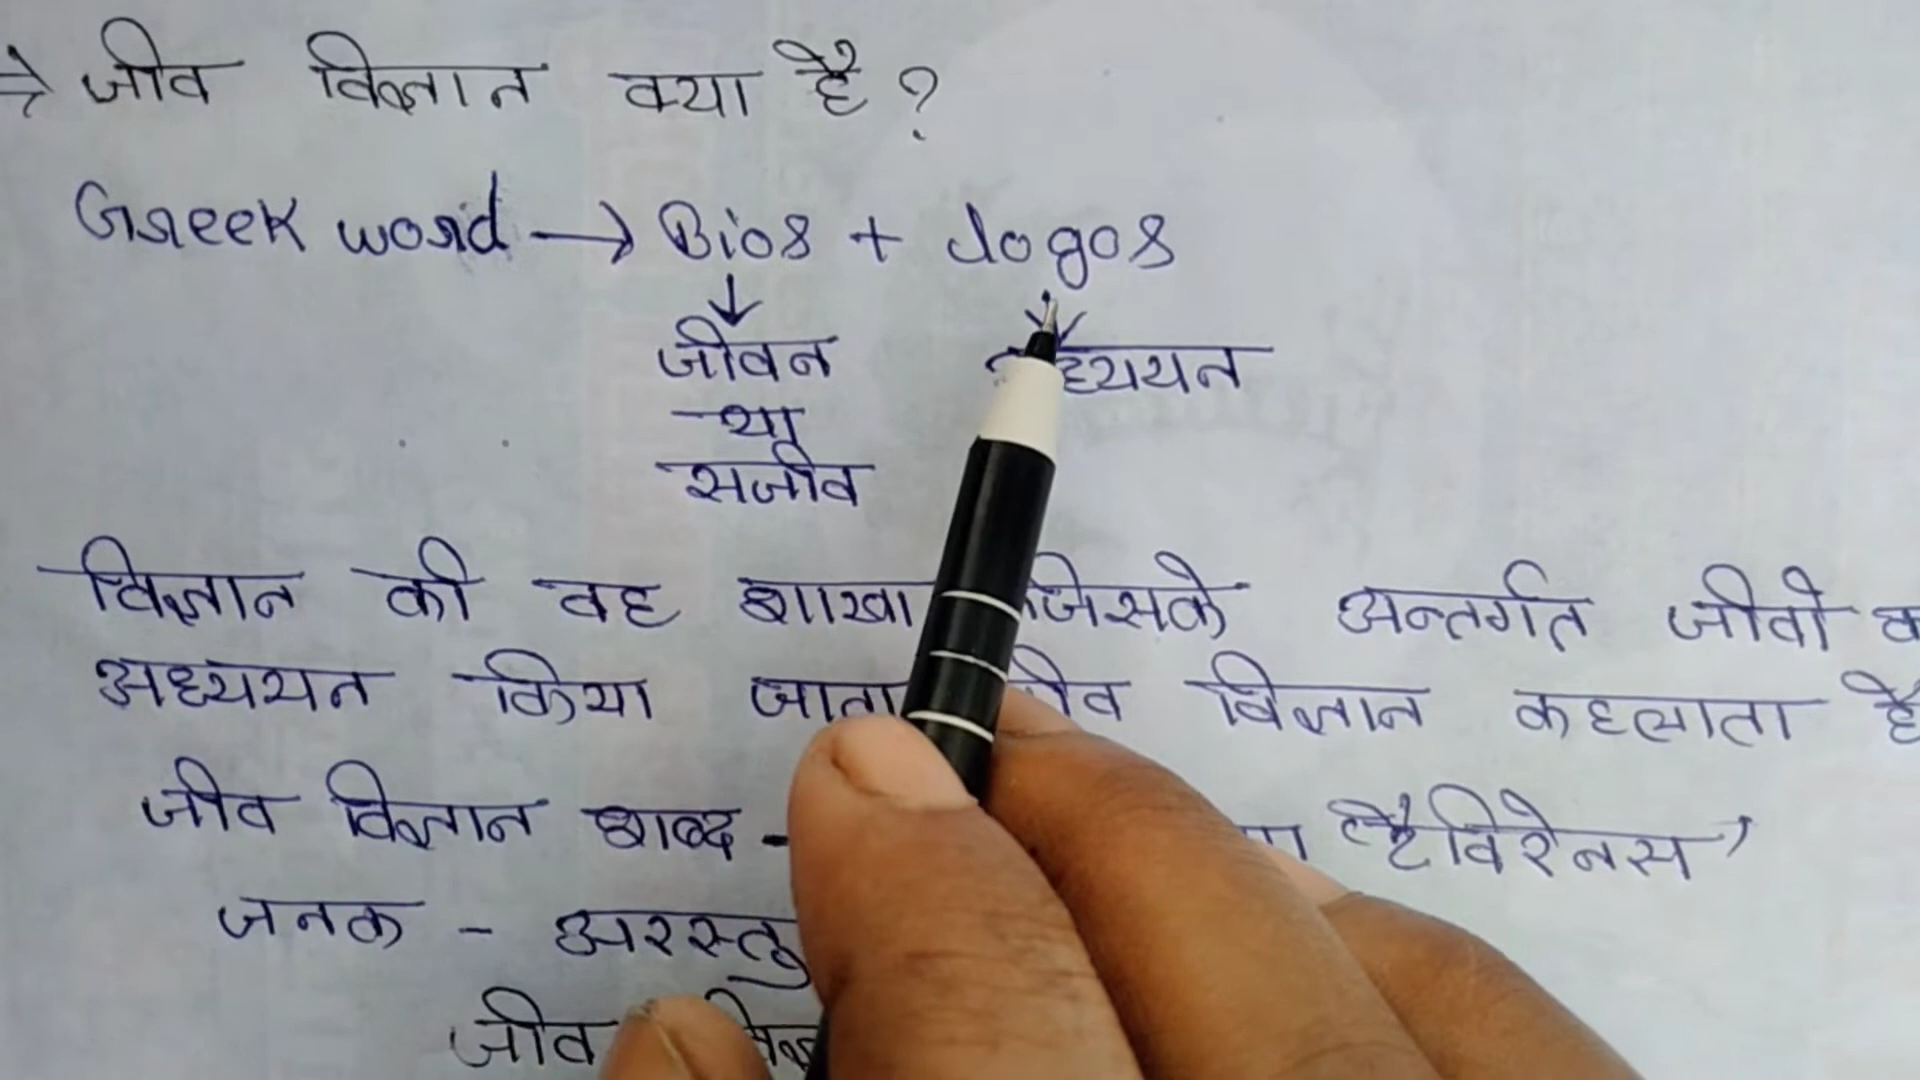 → जीव विज्ञान क्या है ?
Greek word → Bios + logos
↓ ↓
जीवन अध्ययन
या
सजीव
विज्ञान की वह शाखा जिसके अन्तर्गत जीवो
अध्ययन किया जाता जीव विज्ञान कहलाता है
जीव विज्ञान शब्द - ट्रैविरेनस’
जनक - अरस्तु
जीव